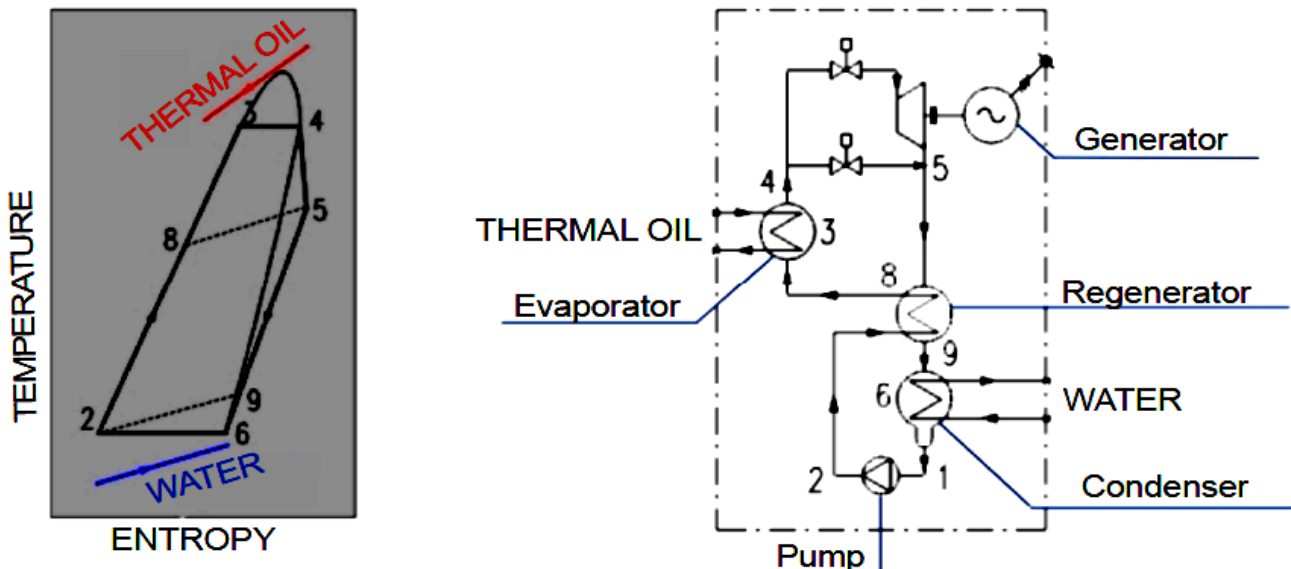 THERMAL OIL
3
4
5
8
9
2
6
WATER
TEMPERATURE
ENTROPY
Generator
5
4
THERMAL OIL
3
8
Evaporator
Regenerator
9
6
WATER
2
1
Condenser
Pump